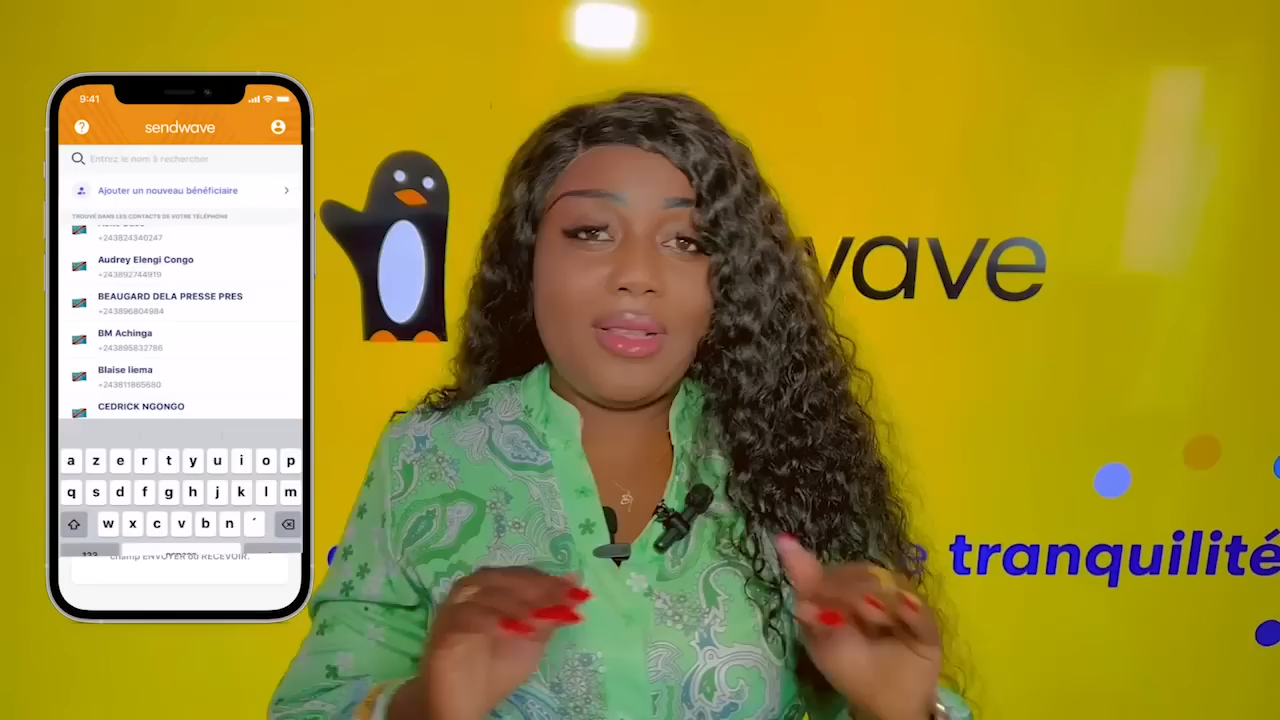 9:41
sendwave
Entrez le nom à rechercher
Ajouter un nouveau bénéficiaire
TROUVÉ DANS LES CONTACTS DE VOTRE TÉLÉPHONE
+243824340247
Audrey Elengi Congo
+243892744919
BEAUGARD DELA PRESSE PRES
+243896804984
BM Achinga
+243895832786
Blaise liema
+243811865680
CEDRICK NGONGO
a z e r t y u i o p
q s d f g h j k l m
w x c v b n ´
123
champ ENVOYER ou RECEVOIR.
wave
tranquilité